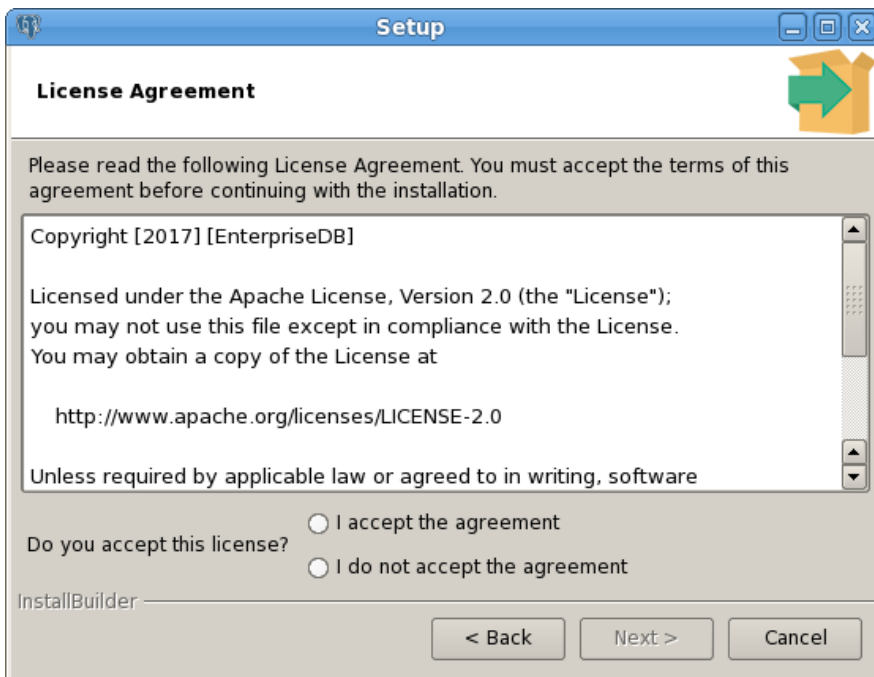 Setup
License Agreement
Please read the following License Agreement. You must accept the terms of this
agreement before continuing with the installation.
Copyright [2017] [EnterpriseDB]
Licensed under the Apache License, Version 2.0 (the "License");
you may not use this file except in compliance with the License.
You may obtain a copy of the License at
http://www.apache.org/licenses/LICENSE-2.0
Unless required by applicable law or agreed to in writing, software
Do you accept this license?
I accept the agreement
I do not accept the agreement
InstallBuilder
< Back Next > Cancel